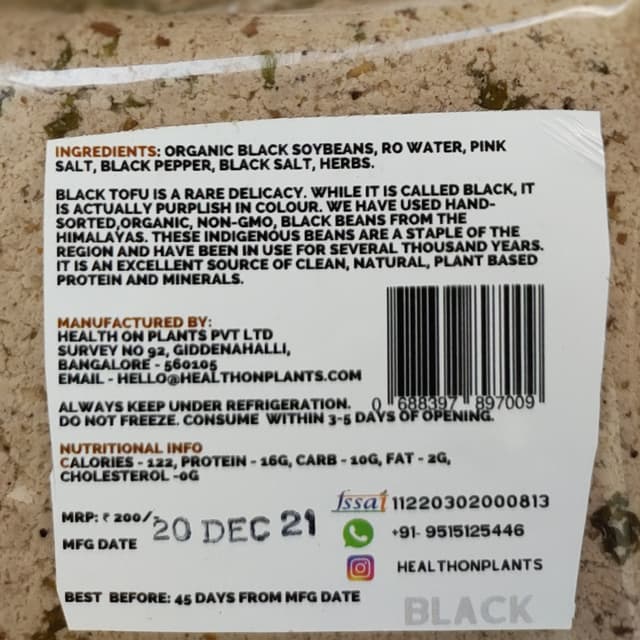 INGREDIENTS: ORGANIC BLACK SOYBEANS, RO WATER, PINK
SALT, BLACK PEPPER, BLACK SALT, HERBS.
BLACK TOFU IS A RARE DELICACY. WHILE IT IS CALLED BLACK, IT
IS ACTUALLY PURPLISH IN COLOUR. WE HAVE USED HAND-
SORTED,ORGANIC, NON-GMO, BLACK BEANS FROM THE
HIMALAYAS. THESE INDIGENOUS BEANS ARE A STAPLE OF THE
REGION AND HAVE BEEN IN USE FOR SEVERAL THOUSAND YEARS.
IT IS AN EXCELLENT SOURCE OF CLEAN, NATURAL, PLANT BASED
PROTEIN AND MINERALS.
MANUFACTURED BY:
HEALTH ON PLANTS PVT LTD
SURVEY NO 92, GIDDENAHALLI,
BANGALORE - 560105
EMAIL - HELLO@HEALTHONPLANTS.COM
0 688397 897009
ALWAYS KEEP UNDER REFRIGERATION.
DO NOT FREEZE. CONSUME WITHIN 3-5 DAYS OF OPENING.
NUTRITIONAL INFO
CALORIES - 122, PROTEIN - 16G, CARB - 10G, FAT - 2G,
CHOLESTEROL -0G
MRP: ₹ 200/-
MFG DATE 20 DEC 21
fssai 11220302000813
+91- 9515125446
HEALTHONPLANTS
BEST BEFORE: 45 DAYS FROM MFG DATE
BLACK